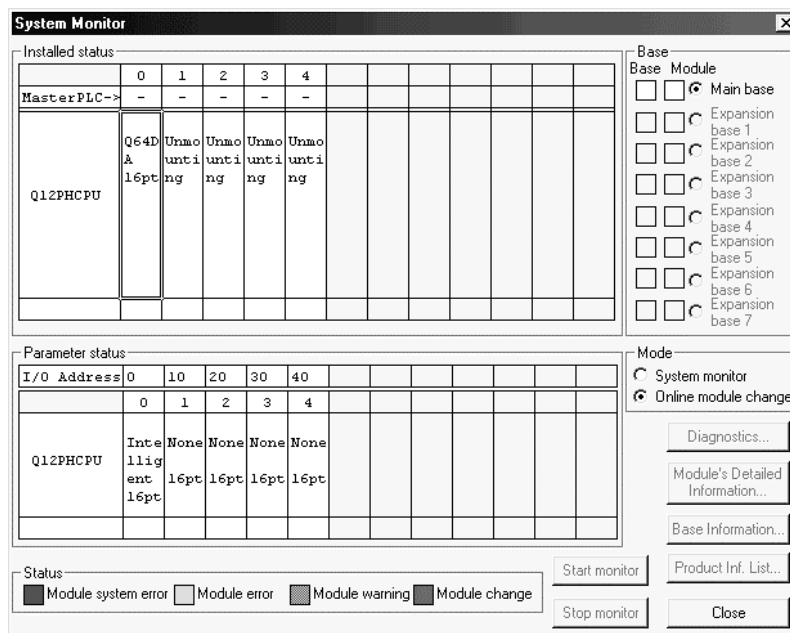 System Monitor
Installed status
0 1 2 3 4
MasterPLC-> - - - - -
Q12PHCPU
Q64D
A
16pt
Unmo
unti
ng
Unmo
unti
ng
Unmo
unti
ng
Unmo
unti
ng
Base
Base Module
Main base
Expansion
base 1
Expansion
base 2
Expansion
base 3
Expansion
base 4
Expansion
base 5
Expansion
base 6
Expansion
base 7
Parameter status
I/O Address 0 10 20 30 40
0 1 2 3 4
Q12PHCPU
Inte
llig
ent
16pt
None
16pt
None
16pt
None
16pt
None
16pt
Mode
System monitor
Online module change
Diagnostics...
Module's Detailed
Information...
Base Information...
Product Inf. List...
Status
Module system error Module error Module warning Module change
Start monitor
Stop monitor
Close